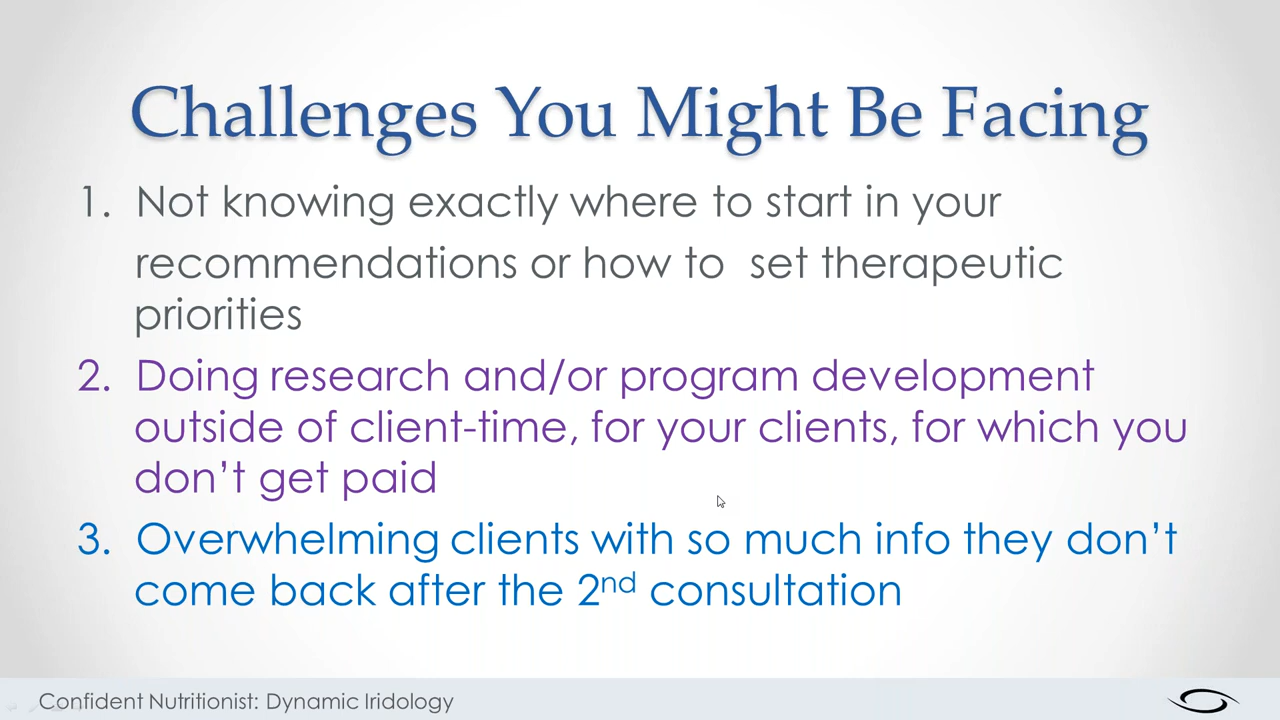 Challenges You Might Be Facing
1. Not knowing exactly where to start in your
recommendations or how to set therapeutic
priorities
2. Doing research and/or program development
outside of client-time, for your clients, for which you
don't get paid
3. Overwhelming clients with so much info they don't
come back after the 2nd consultation
Confident Nutritionist: Dynamic Iridology